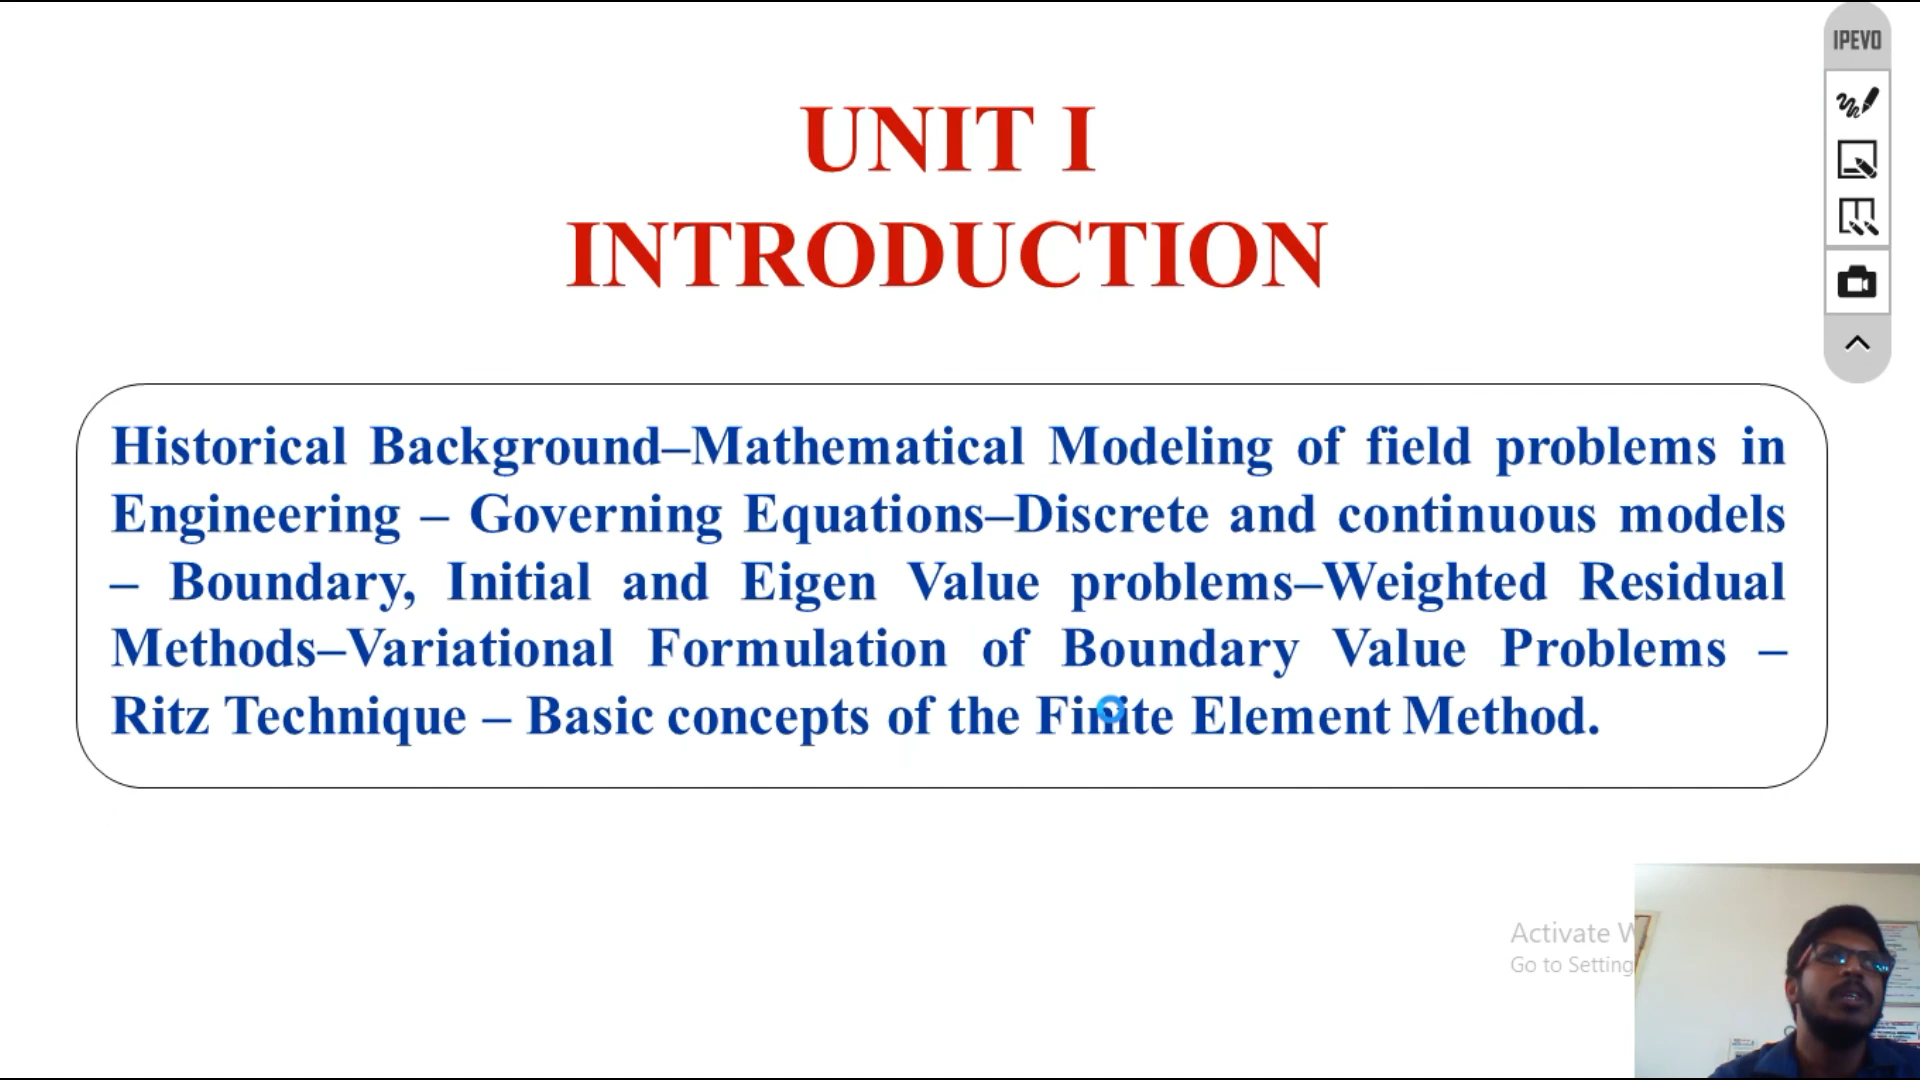 IPEVO
UNIT I
INTRODUCTION
Historical Background–Mathematical Modeling of field problems in
Engineering – Governing Equations–Discrete and continuous models
– Boundary, Initial and Eigen Value problems–Weighted Residual
Methods–Variational Formulation of Boundary Value Problems –
Ritz Technique – Basic concepts of the Finite Element Method.
Activate W
Go to Setting